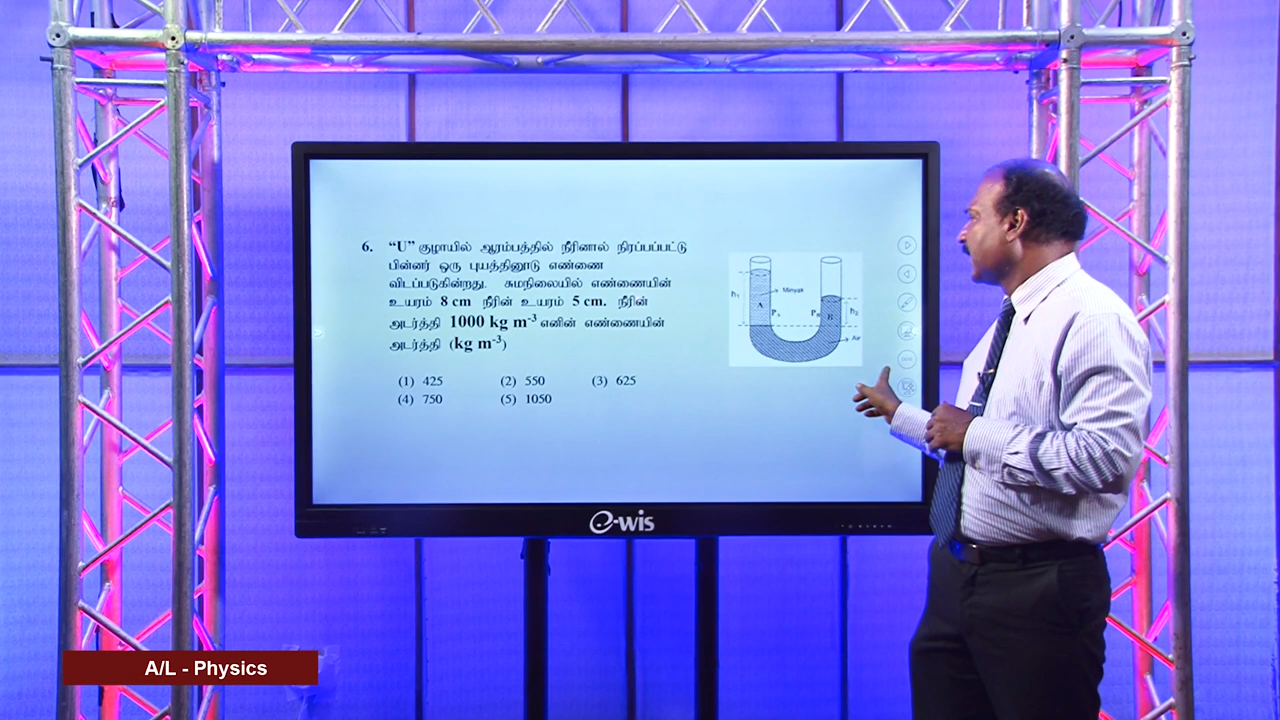 6. “U” குழாயில் ஆரம்பத்தில் நீரினால் நிரப்பப்பட்டு
பின்னர் ஒரு புயத்தினூடு எண்ணை
விடப்படுகின்றது. சுமநிலையில் எண்ணையின்
உயரம் 8 cm நீரின் உயரம் 5 cm. நீரின்
அடர்த்தி 1000 kg m-3 எனின் எண்ணையின்
அடர்த்தி (kg m-3)
(1) 425 (2) 550 (3) 625
(4) 750 (5) 1050
h1
Minyak
A
PA
PB
B
h2
Air
e-wis
A/L - Physics